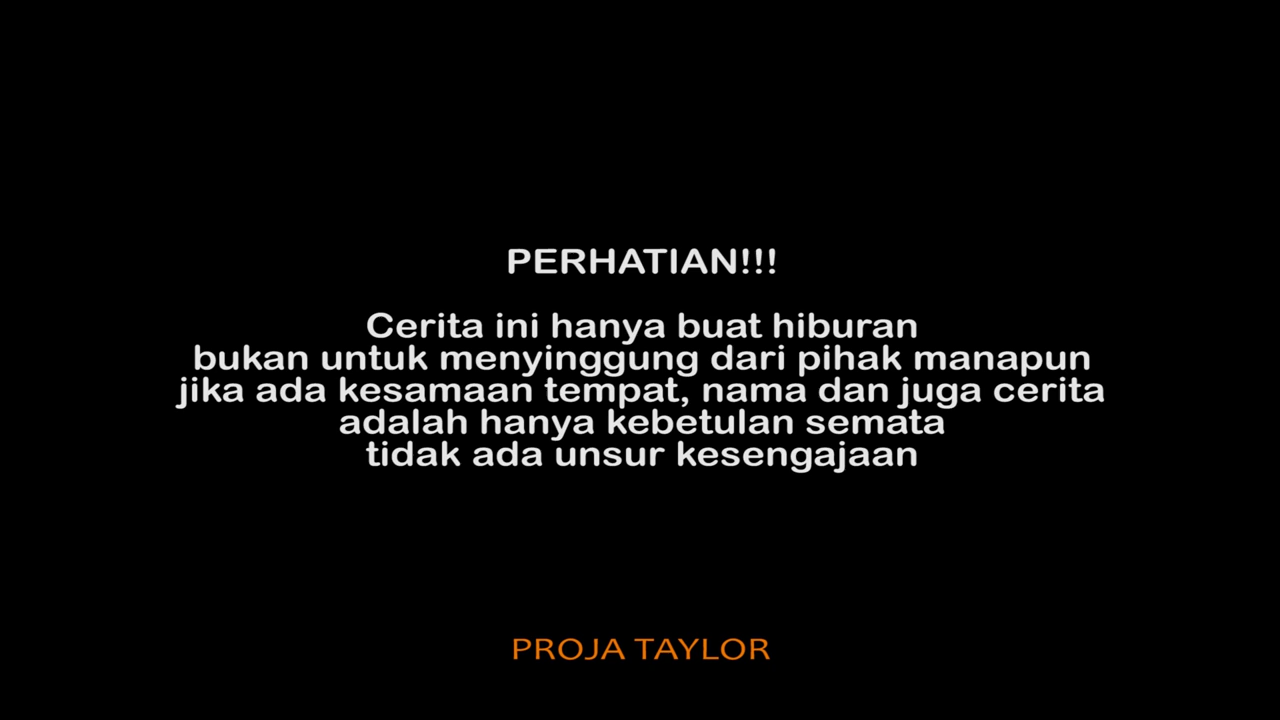 PERHATIAN!!!
Cerita ini hanya buat hiburan
bukan untuk menyinggung dari pihak manapun
jika ada kesamaan tempat, nama dan juga cerita
adalah hanya kebetulan semata
tidak ada unsur kesengajaan
PROJA TAYLOR